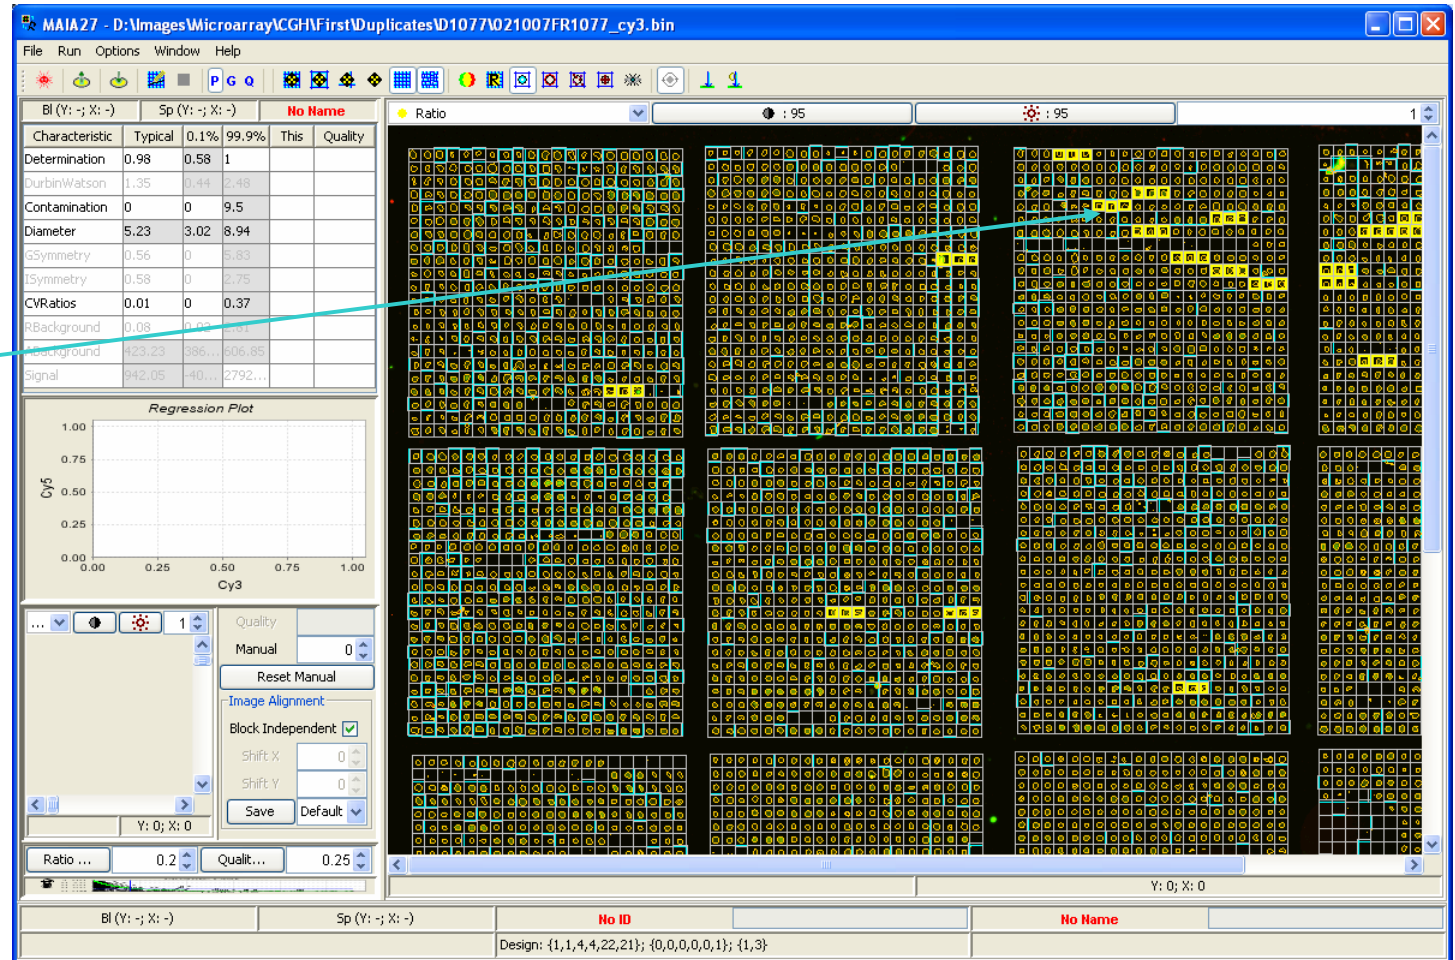 MAIA27 - D:\Images\Microarray\CGH\First\Duplicates\D1077\021007FR1077_cy3.bin
File Run Options Window Help
P G Q
Bl (Y: -; X: -) Sp (Y: -; X: -) No Name
Ratio : 95 : 95 1
Characteristic Typical 0.1% 99.9% This Quality
Determination 0.98 0.58 1
DurbinWatson 1.35 0.44 2.48
Contamination 0 0 9.5
Diameter 5.23 3.02 8.94
GSymmetry 0.56 0 5.83
ISymmetry 0.58 0 2.75
CVRatios 0.01 0 0.37
RBackground 0.08
423.23 386... 606.85
Signal 942.05 -40... 2792...
Regression Plot
1.00
0.75
0.50
0.25
0.00
Cy5
0.00 0.25 0.50 0.75 1.00
Cy3
... 1
Quality
Manual 0
Reset Manual
Image Alignment
Block Independent
Shift X 0
Shift Y 0
Save Default
Y: 0; X: 0
Ratio ... 0.2 Qualit... 0.25
Y: 0; X: 0
Bl (Y: -; X: -) Sp (Y: -; X: -) No ID No Name
Design: {1,1,4,4,22,21}; {0,0,0,0,0,1}; {1,3}